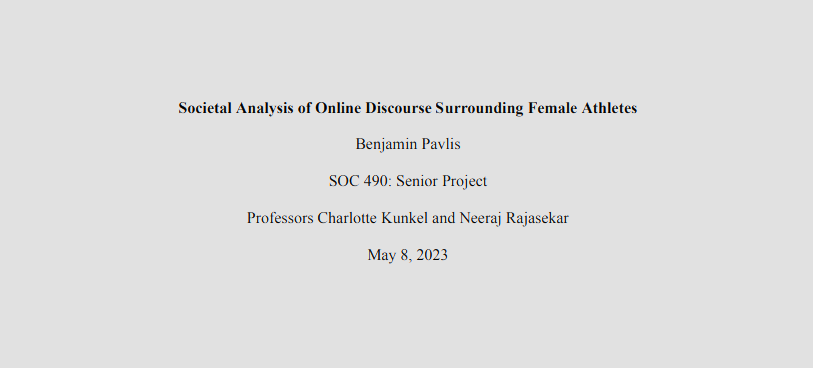 Societal Analysis of Online Discourse Surrounding Female Athletes
Benjamin Pavlis
SOC 490: Senior Project
Professors Charlotte Kunkel and Neeraj Rajasekar
May 8, 2023